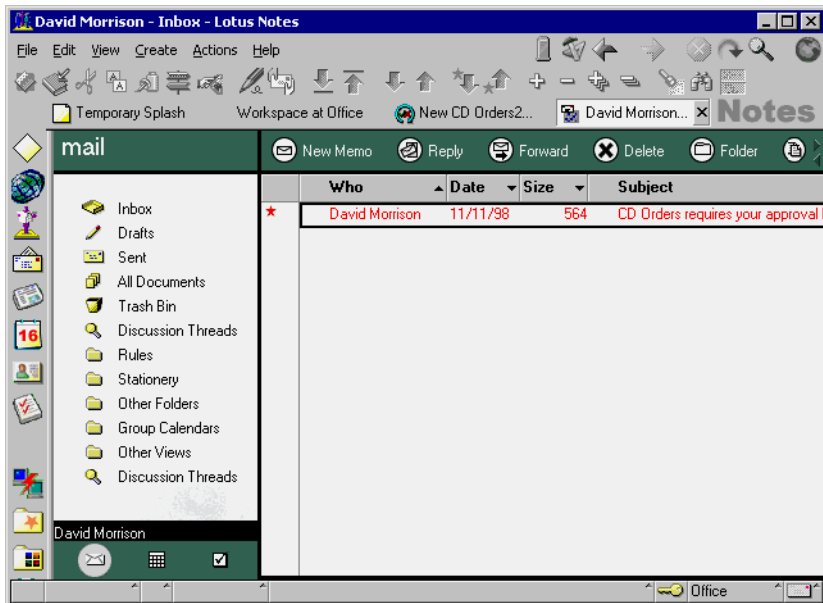 David Morrison - Inbox - Lotus Notes
File Edit View Create Actions Help
Temporary Splash Workspace at Office New CD Orders2... David Morrison... Notes
mail New Memo Reply Forward Delete Folder
Who Date Size Subject
David Morrison 11/11/98 564 CD Orders requires your approval
Inbox
Drafts
Sent
All Documents
Trash Bin
Discussion Threads
16
Rules
Stationery
Other Folders
Group Calendars
Other Views
Discussion Threads
David Morrison
Office